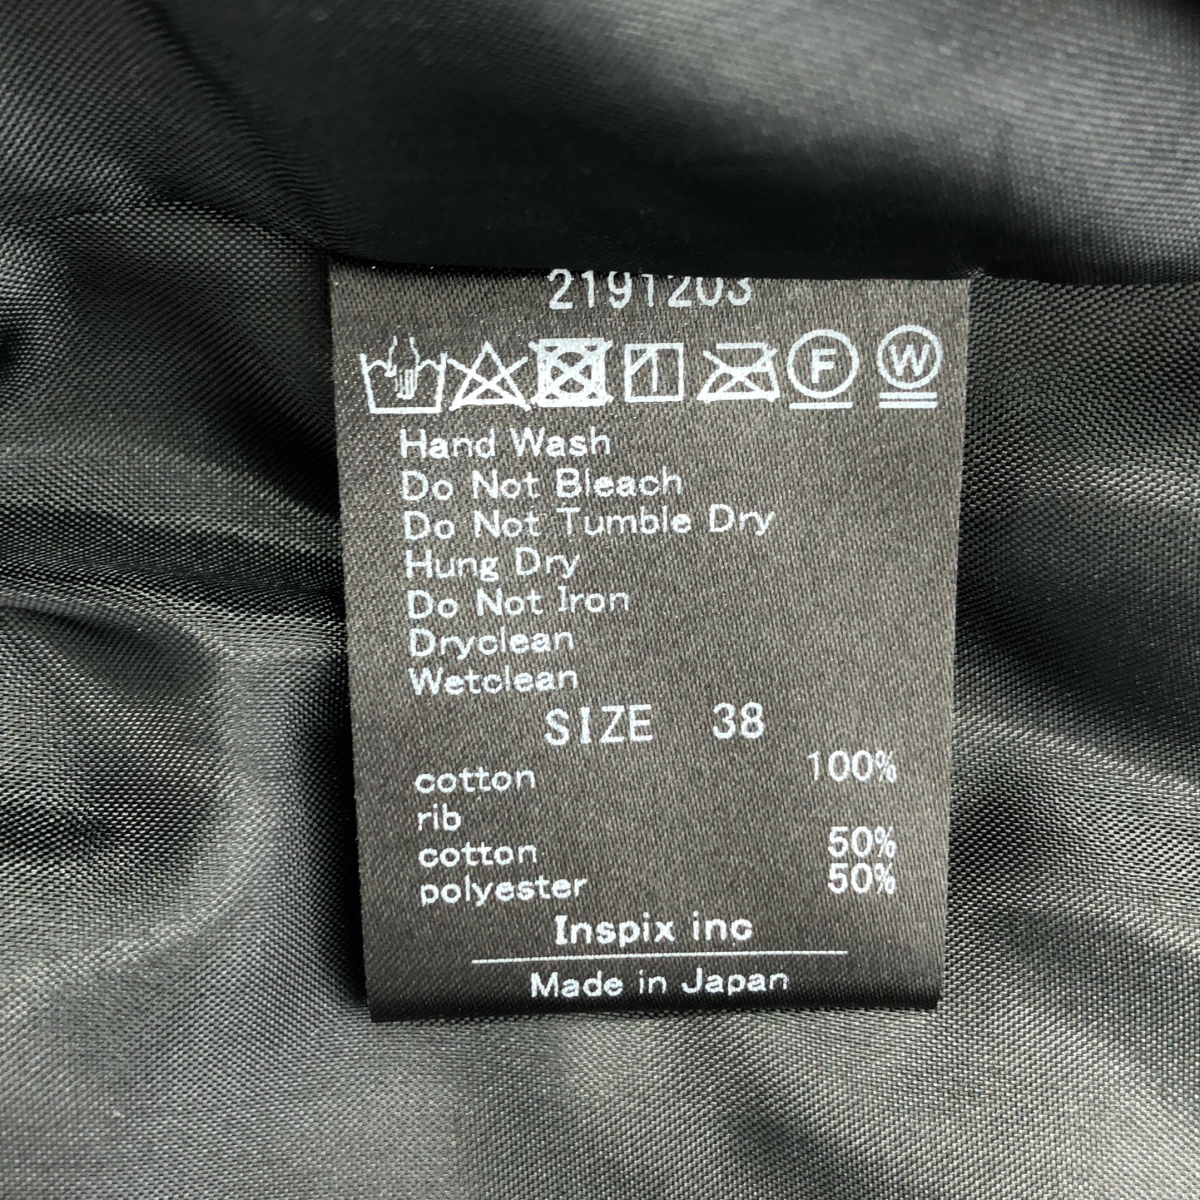 2191203
F W
Hand Wash
Do Not Bleach
Do Not Tumble Dry
Hung Dry
Do Not Iron
Dryclean
Wetclean
SIZE 38
cotton 100%
rib
cotton 50%
polyester 50%
Inspix inc
Made in Japan